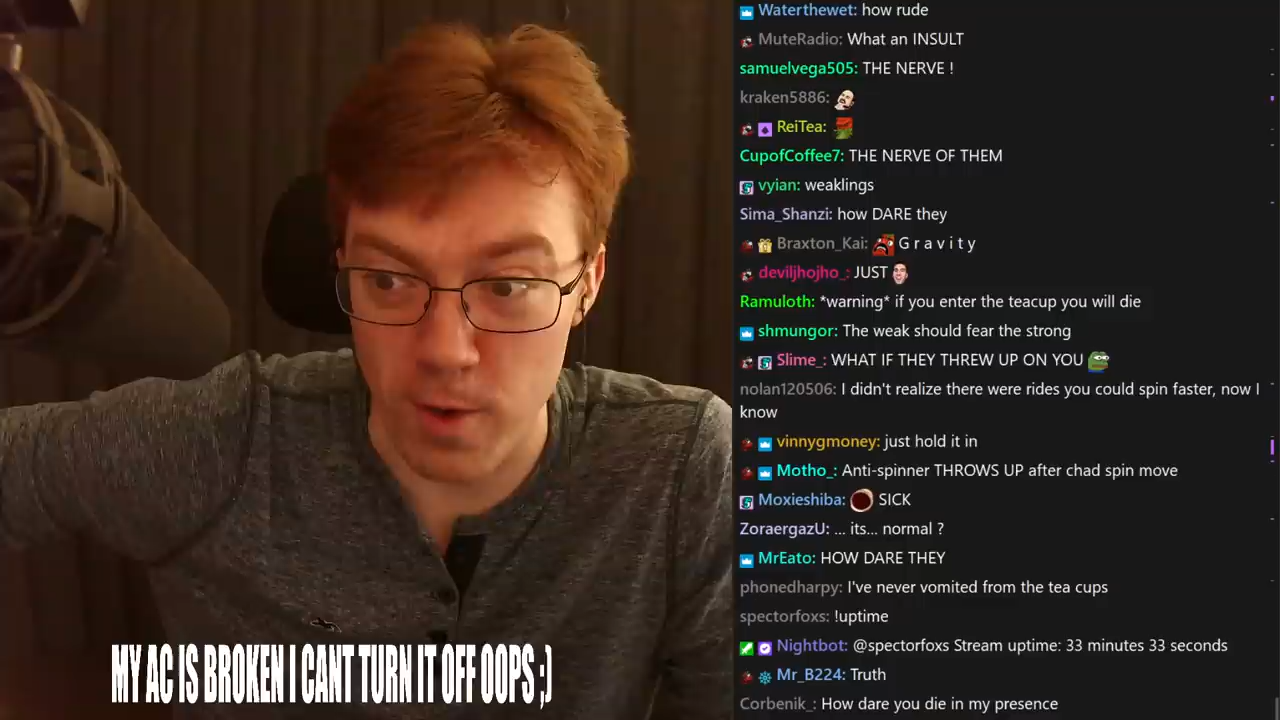 Waterthewet: how rude
MuteRadio: What an INSULT
samuelvega505: THE NERVE !
kraken5886:
ReiTea:
CupofCoffee7: THE NERVE OF THEM
vyian: weaklings
Sima_Shanzi: how DARE they
Braxton_Kai: G r a v i t y
deviljhojho_: JUST
Ramuloth: *warning* if you enter the teacup you will die
shmungor: The weak should fear the strong
Slime_: WHAT IF THEY THREW UP ON YOU
nolan120506: I didn't realize there were rides you could spin faster, now I
know
vinnygmoney: just hold it in
Motho_: Anti-spinner THROWS UP after chad spin move
Moxieshiba: SICK
ZoraergazU: ... its... normal ?
MrEato: HOW DARE THEY
phonedharpy: I've never vomited from the tea cups
spectorfoxs: !uptime
Nightbot: @spectorfoxs Stream uptime: 33 minutes 33 seconds
Mr_B224: Truth
Corbenik_: How dare you die in my presence
MY AC IS BROKEN I CANT TURN IT OFF OOPS ;)